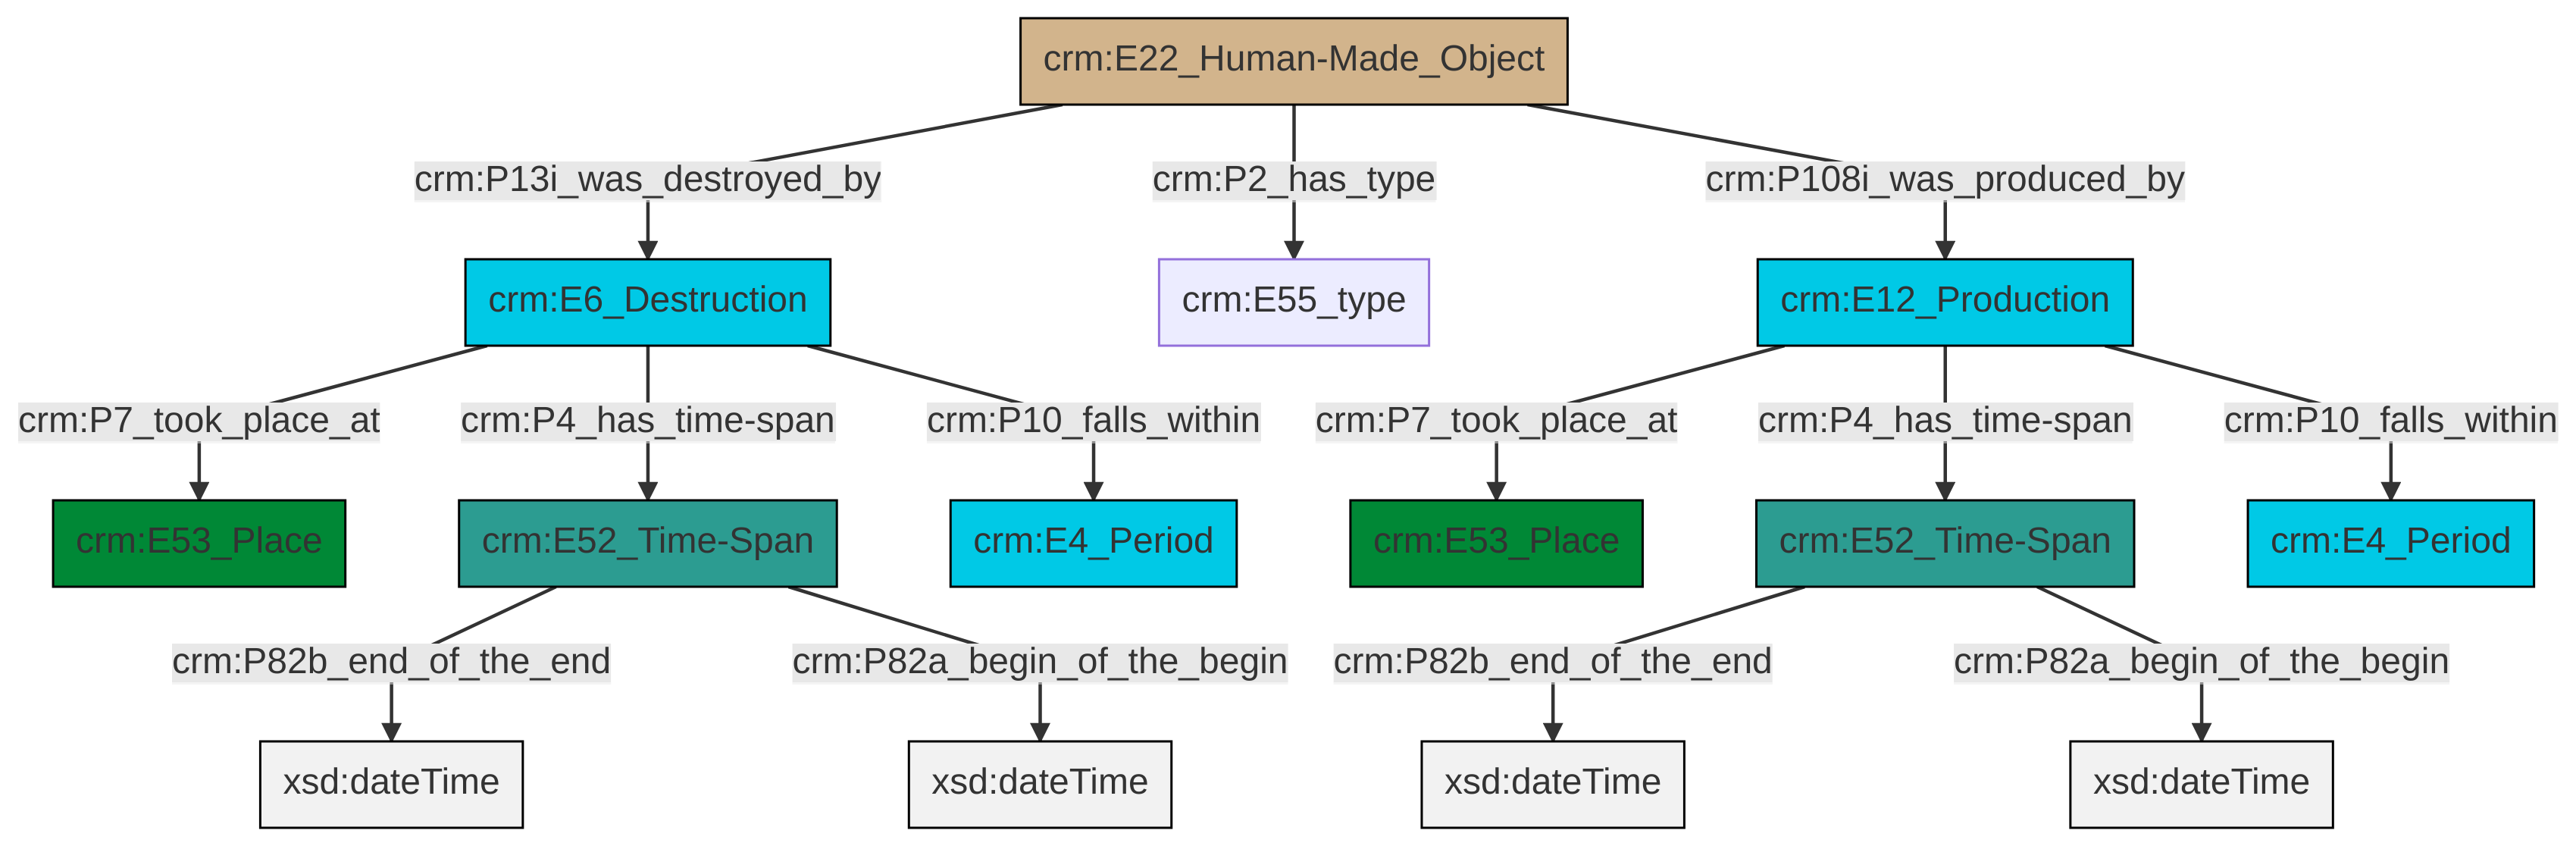 crm:E22_Human-Made_Object
crm:P13i_was_destroyed_by
crm:P2_has_type
crm:P108i_was_produced_by
crm:E6_Destruction
crm:E55_type
crm:E12_Production
crm:P7_took_place_at
crm:P4_has_time-span
crm:P10_falls_within
crm:P7_took_place_at
crm:P4_has_time-span
crm:P10_falls_within
crm:E53_Place
crm:E52_Time-Span
crm:E4_Period
crm:E53_Place
crm:E52_Time-Span
crm:E4_Period
crm:P82b_end_of_the_end
crm:P82a_begin_of_the_begin
crm:P82b_end_of_the_end
crm:P82a_begin_of_the_begin
xsd:dateTime
xsd:dateTime
xsd:dateTime
xsd:dateTime